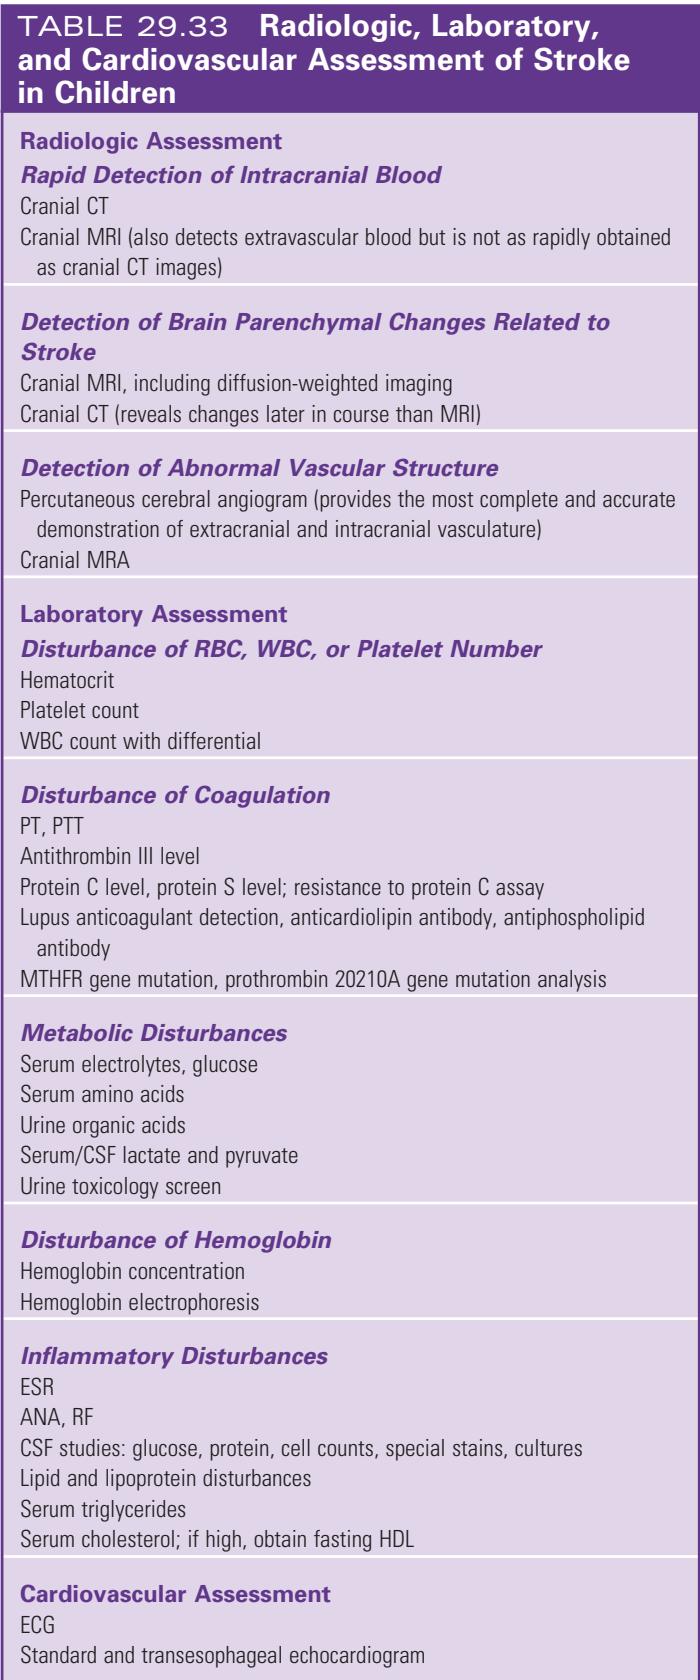 TABLE 29.33 Radiologic, Laboratory,
and Cardiovascular Assessment of Stroke
in Children
Radiologic Assessment
Rapid Detection of Intracranial Blood
Cranial CT
Cranial MRI (also detects extravascular blood but is not as rapidly obtained
as cranial CT images)
Detection of Brain Parenchymal Changes Related to
Stroke
Cranial MRI, including diffusion-weighted imaging
Cranial CT (reveals changes later in course than MRI)
Detection of Abnormal Vascular Structure
Percutaneous cerebral angiogram (provides the most complete and accurate
demonstration of extracranial and intracranial vasculature)
Cranial MRA
Laboratory Assessment
Disturbance of RBC, WBC, or Platelet Number
Hematocrit
Platelet count
WBC count with differential
Disturbance of Coagulation
PT, PTT
Antithrombin III level
Protein C level, protein S level; resistance to protein C assay
Lupus anticoagulant detection, anticardiolipin antibody, antiphospholipid
antibody
MTHFR gene mutation, prothrombin 20210A gene mutation analysis
Metabolic Disturbances
Serum electrolytes, glucose
Serum amino acids
Urine organic acids
Serum/CSF lactate and pyruvate
Urine toxicology screen
Disturbance of Hemoglobin
Hemoglobin concentration
Hemoglobin electrophoresis
Inflammatory Disturbances
ESR
ANA, RF
CSF studies: glucose, protein, cell counts, special stains, cultures
Lipid and lipoprotein disturbances
Serum triglycerides
Serum cholesterol; if high, obtain fasting HDL
Cardiovascular Assessment
ECG
Standard and transesophageal echocardiogram